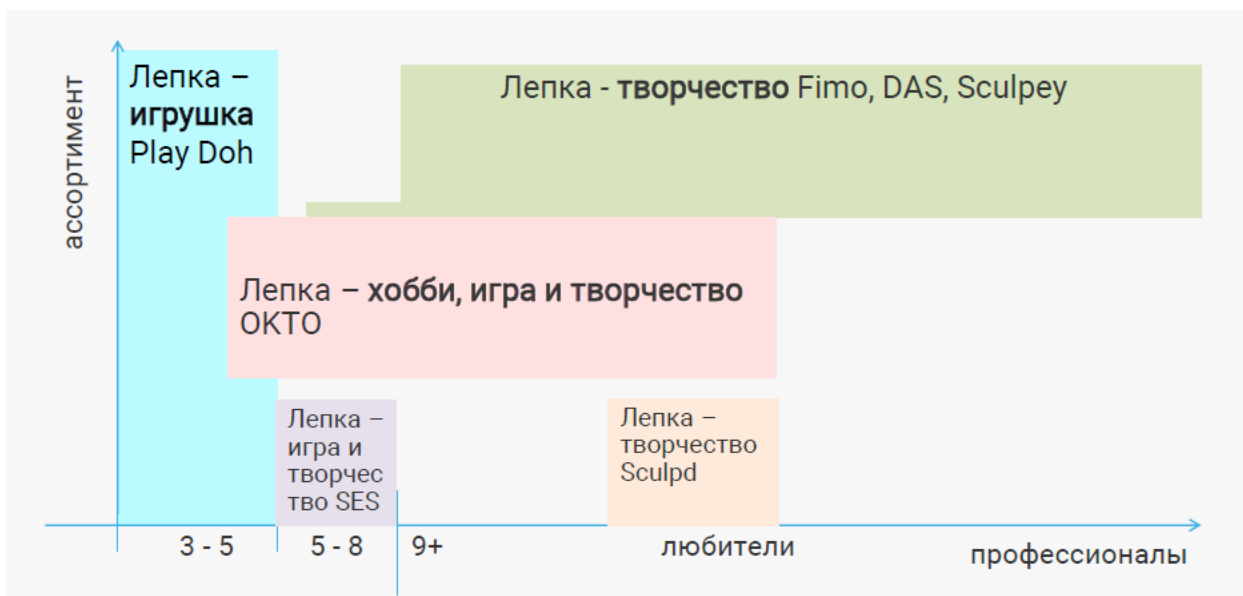 ассортимент
Лепка –
игрушка
Play Doh
Лепка - творчество Fimo, DAS, Sculpey
Лепка – хобби, игра и творчество
ОКТО
Лепка –
игра и
творчес
тво SES
Лепка –
творчество
Sculpd
3 - 5
5 - 8
9+
любители
профессионалы